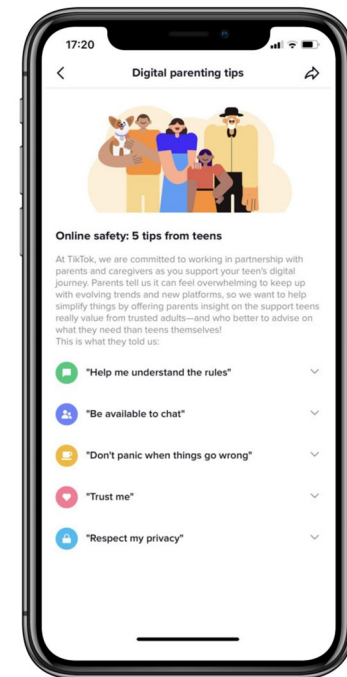 17:20
Digital parenting tips
Online safety: 5 tips from teens
At TikTok, we are committed to working in partnership with
parents and caregivers as you support your teen's digital
journey. Parents tell us it can feel overwhelming to keep up
with evolving trends and new platforms, so we want to help
simplify things by offering parents insight on the support teens
really value from trusted adults—and who better to advise on
what they need than teens themselves!
This is what they told us:
"Help me understand the rules"
"Be available to chat"
"Don't panic when things go wrong"
"Trust me"
"Respect my privacy"